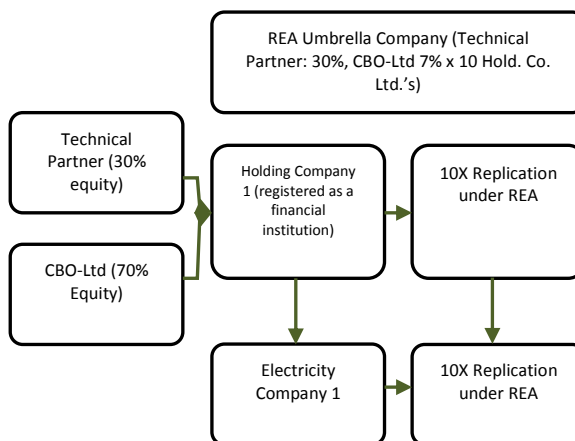 REA Umbrella Company (Technical
Partner: 30%, CBO-Ltd 7% x 10 Hold. Co.
Ltd.’s)
Technical
Partner (30%
equity)
Holding Company
1 (registered as a
financial
institution)
10X Replication
under REA
CBO-Ltd (70%
Equity)
Electricity
Company 1
10X Replication
under REA